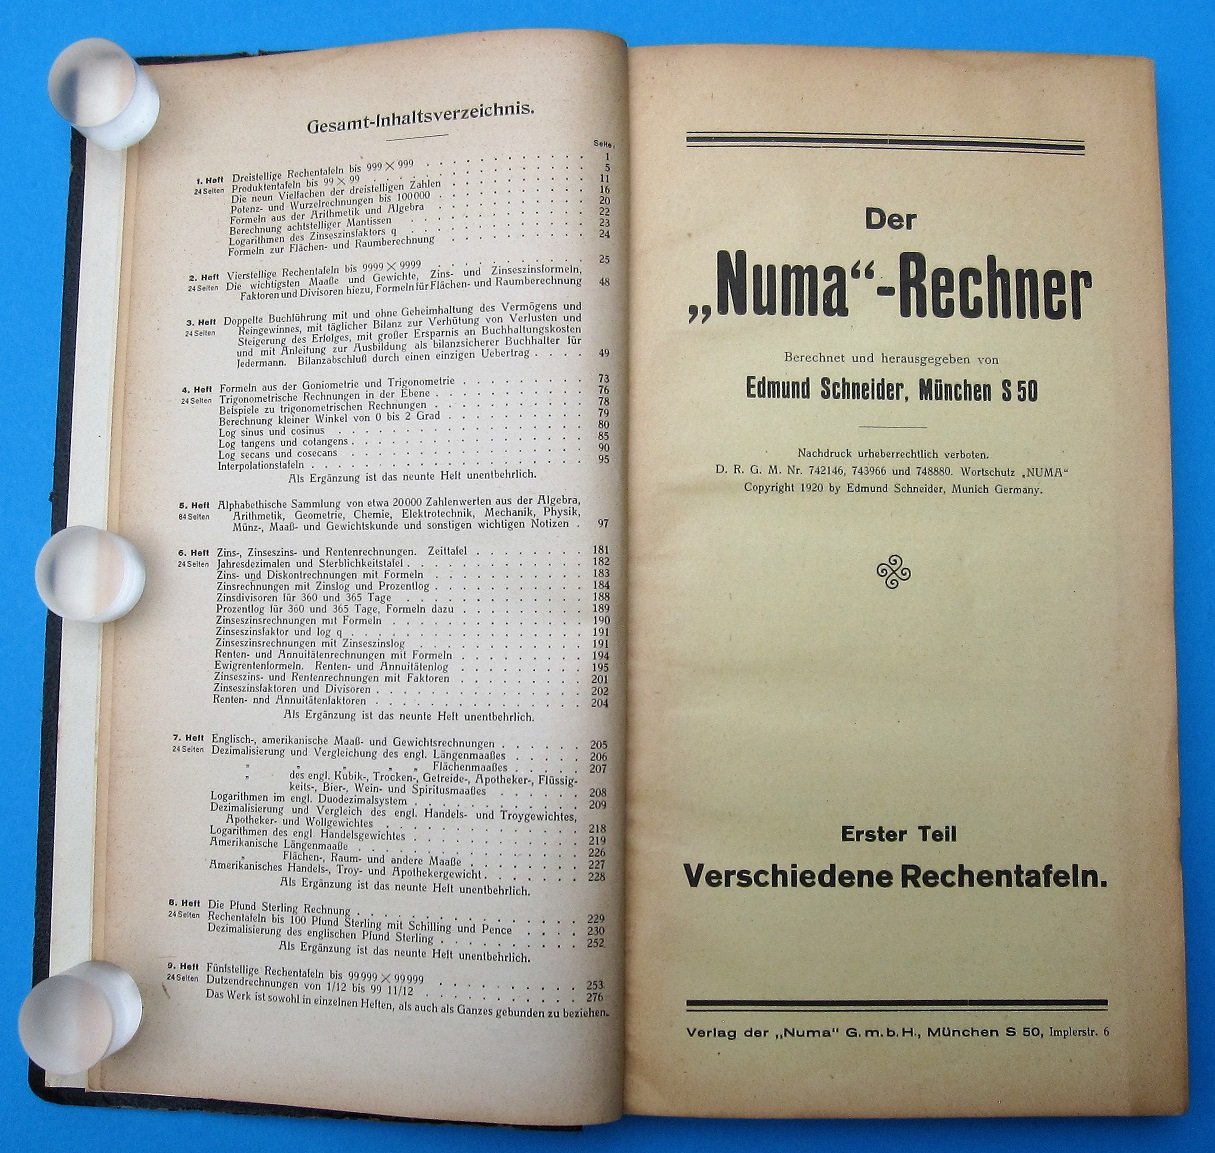 Gesamt-Inhaltsverzeichnis.
Seite.
1. Heft Dreistellige Rechentafeln bis 999 × 999 . . . 1
24 Seiten Produktentafeln bis 99 × 99 . . . 5
Die neun Vielfachen der dreistelligen Zahlen . . . 11
Potenz- und Wurzelrechnungen bis 100000 . . . 16
Formeln aus der Arithmetik und Algebra . . . 20
Berechnung achtstelliger Mantissen . . . 22
Logarithmen des Zinseszinsfaktors q . . . 23
Formeln zur Flächen- und Raumberechnung . . . 24
2. Heft Vierstellige Rechentafeln bis 9999 × 9999 . . . 25
24 Seiten Die wichtigsten Maaße und Gewichte, Zins- und Zinseszinsformeln,
Faktoren und Divisoren hiezu, Formeln für Flächen- und Raumberechnung 48
3. Heft Doppelte Buchführung mit und ohne Geheimhaltung des Vermögens und
24 Seiten Reingewinnes, mit täglicher Bilanz zur Verhütung von Verlusten und
Steigerung des Erfolges, mit großer Ersparnis an Buchhaltungskosten
und mit Anleitung zur Ausbildung als bilanzsicherer Buchhalter für
Jedermann. Bilanzabschluß durch einen einzigen Uebertrag . . . . 49
4. Heft Formeln aus der Goniometrie und Trigonometrie . . . 73
24 Seiten Trigonometrische Rechnungen in der Ebene . . . 76
Beispiele zu trigonometrischen Rechnungen . . . 78
Berechnung kleiner Winkel von 0 bis 2 Grad . . . 79
Log sinus und cosinus . . . 80
Log tangens und cotangens . . . 85
Log secans und cosecans . . . 90
Interpolationstafeln . . . 95
Als Ergänzung ist das neunte Heft unentbehrlich.
5. Heft Alphabethische Sammlung von etwa 20000 Zahlenwerten aus der Algebra,
84 Seiten Arithmetik, Geometrie, Chemie, Elektrotechnik, Mechanik, Physik,
Münz-, Maaß- und Gewichtskunde und sonstigen wichtigen Notizen . 97
6. Heft Zins-, Zinseszins- und Rentenrechnungen. Zeittafel . . . 181
24 Seiten Jahresdezimalen und Sterblichkeitstafel . . . 182
Zins- und Diskontrechnungen mit Formeln . . . 183
Zinsrechnungen mit Zinslog und Prozentlog . . . 184
Zinsdivisoren für 360 und 365 Tage . . . 188
Prozentlog für 360 und 365 Tage, Formeln dazu . . . 189
Zinseszinsrechnungen mit Formeln . . . 190
Zinseszinsfaktor und log q . . . 191
Zinseszinsrechnungen mit Zinseszinslog . . . 191
Renten- und Annuitätenrechnungen mit Formeln . . . 194
Ewigrentenformeln. Renten- und Annuitätenlog . . . 195
Zinseszins- und Rentenrechnungen mit Faktoren . . . 201
Zinseszinsfaktoren und Divisoren . . . 202
Renten- nnd Annuitätenfaktoren . . . 204
Als Ergänzung ist das neunte Heft unentbehrlich.
7. Heft Englisch-, amerikanische Maaß- und Gewichtsrechnungen . . . 205
24 Seiten Dezimalisierung und Vergleichung des engl. Längenmaaßes . . . 206
„ „ „ „ „ Flächenmaaßes . . . 207
„ des engl. Kubik-, Trocken-, Getreide-, Apotheker-, Flüssig-
keits-, Bier-, Wein- und Spiritusmaaßes . . . 208
Logarithmen im engl. Duodezimalsystem . . . 209
Dezimalisierung und Vergleich des engl. Handels- und Troygewichtes,
Apotheker- und Wollgewichtes . . . 218
Logarithmen des engl Handelsgewichtes . . . 219
Amerikanische Längenmaaße . . . 226
„ Flächen-, Raum- und andere Maaße . . . 227
Amerikanisches Handels-, Troy- und Apothekergewicht . . . 228
Als Ergänzung ist das neunte Heft unentbehrlich.
8. Heft Die Pfund Sterling Rechnung . . . 229
24 Seiten Rechentafeln bis 100 Pfund Sterling mit Schilling und Pence . . . 230
Dezimalisierung des englischen Pfund Sterling . . . 252
Als Ergänzung ist das neunte Heft unentbehrlich.
9. Heft Fünfstellige Rechentafeln bis 99999 × 99999 . . . 253
24 Seiten Dutzendrechnungen von 1/12 bis 99 11/12 . . . 276
Das Werk ist sowohl in einzelnen Heften, als auch als Ganzes gebunden zu beziehen.
Der
„Numa“-Rechner
Berechnet und herausgegeben von
Edmund Schneider, München S 50
Nachdruck urheberrechtlich verboten.
D. R. G. M. Nr. 742146, 743966 und 748880. Wortschutz „NUMA“
Copyright 1920 by Edmund Schneider, Munich Germany.
Erster Teil
Verschiedene Rechentafeln.
Verlag der „Numa“ G. m. b. H., München S 50, Implerstr. 6